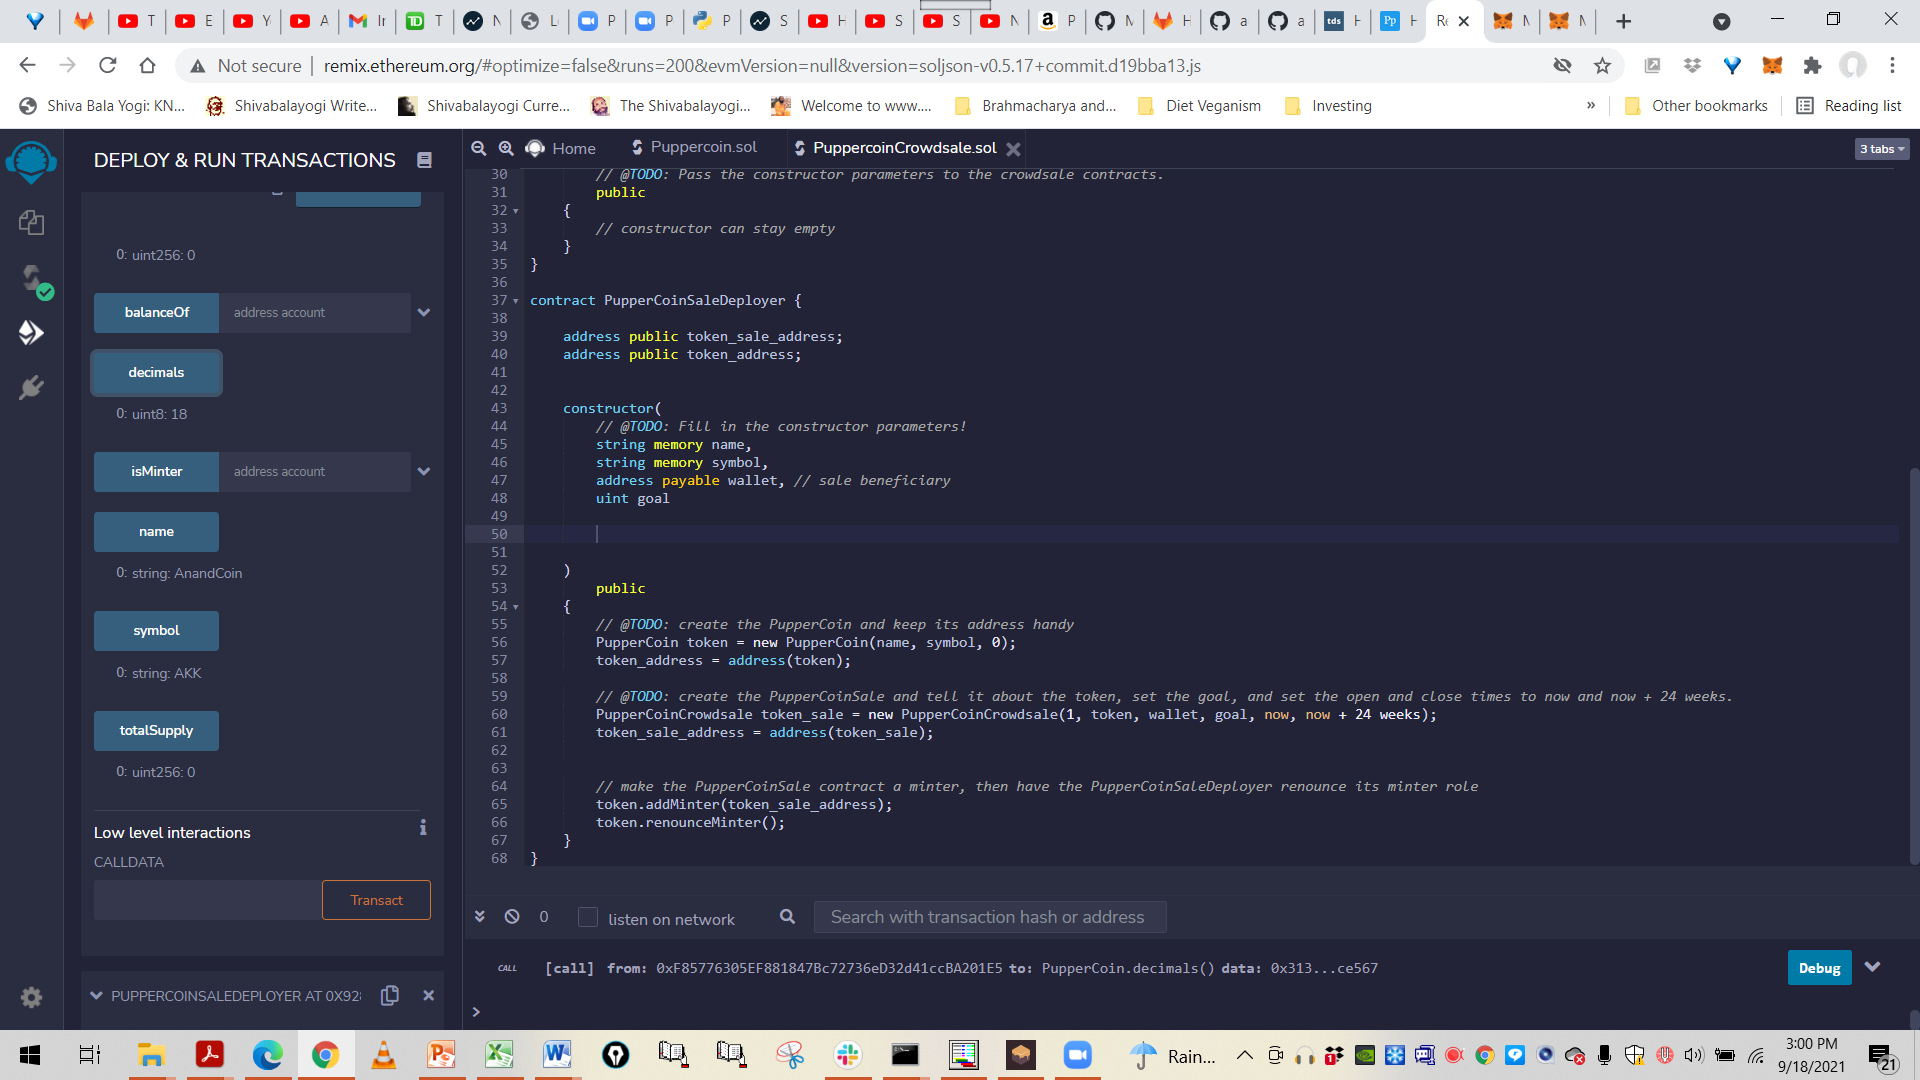 T
E
Y
A
Ir
T
N
L
P
P
P
S
H
S
S
N
P
M
H
a
a
tds
H
Pp
H
Re
M
M
Not secure
remix.ethereum.org/#optimize=false&runs=200&evmVersion=null&version=soljson-v0.5.17+commit.d19bba13.js
Shiva Bala Yogi: KN...
Shivabalayogi Write...
Shivabalayogi Curre...
The Shivabalayogi...
Welcome to www....
Brahmacharya and...
Diet Veganism
Investing
»
Other bookmarks
Reading list
DEPLOY & RUN TRANSACTIONS
0: uint256: 0
balanceOf
address account
decimals
0: uint8: 18
isMinter
address account
name
0: string: AnandCoin
symbol
0: string: AKK
totalSupply
0: uint256: 0
Low level interactions
i
CALLDATA
Transact
PUPPERCOINSALEDEPLOYER AT 0X928
Home
Puppercoin.sol
PuppercoinCrowdsale.sol
3 tabs
30 // @TODO: Pass the constructor parameters to the crowdsale contracts.
31 public
32 {
33 // constructor can stay empty
34 }
35 }
36
37 contract PupperCoinSaleDeployer {
38
39 address public token_sale_address;
40 address public token_address;
41
42
43 constructor(
44 // @TODO: Fill in the constructor parameters!
45 string memory name,
46 string memory symbol,
47 address payable wallet, // sale beneficiary
48 uint goal
49
50
51
52 )
53 public
54 {
55 // @TODO: create the PupperCoin and keep its address handy
56 PupperCoin token = new PupperCoin(name, symbol, 0);
57 token_address = address(token);
58
59 // @TODO: create the PupperCoinSale and tell it about the token, set the goal, and set the open and close times to now and now + 24 weeks.
60 PupperCoinCrowdsale token_sale = new PupperCoinCrowdsale(1, token, wallet, goal, now, now + 24 weeks);
61 token_sale_address = address(token_sale);
62
63
64 // make the PupperCoinSale contract a minter, then have the PupperCoinSaleDeployer renounce its minter role
65 token.addMinter(token_sale_address);
66 token.renounceMinter();
67 }
68 }
0
listen on network
Search with transaction hash or address
CALL
[call] from: 0xF85776305EF881847Bc72736eD32d41ccBA201E5 to: PupperCoin.decimals() data: 0x313...ce567
Debug
>
Rain...
3:00 PM
9/18/2021
21